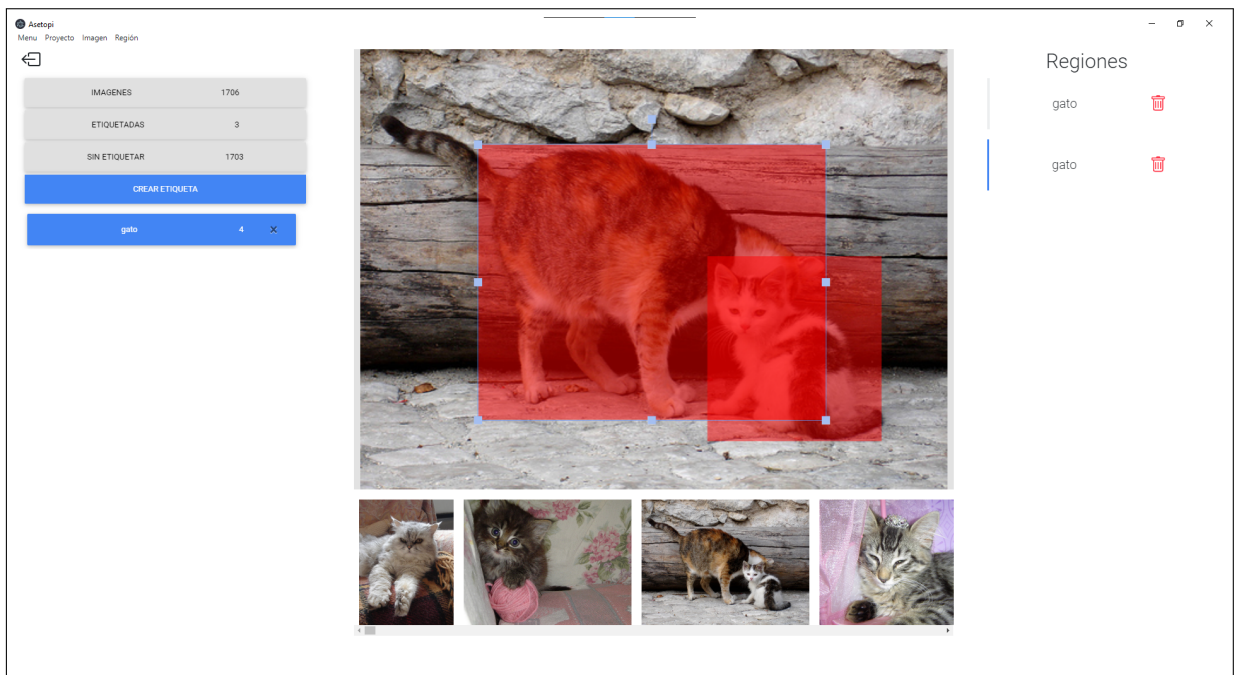 Asetopi
Menu Proyecto Imagen Región
IMAGENES 1706
ETIQUETADAS 3
SIN ETIQUETAR 1703
CREAR ETIQUETA
gato 4 ×
Regiones
gato
gato